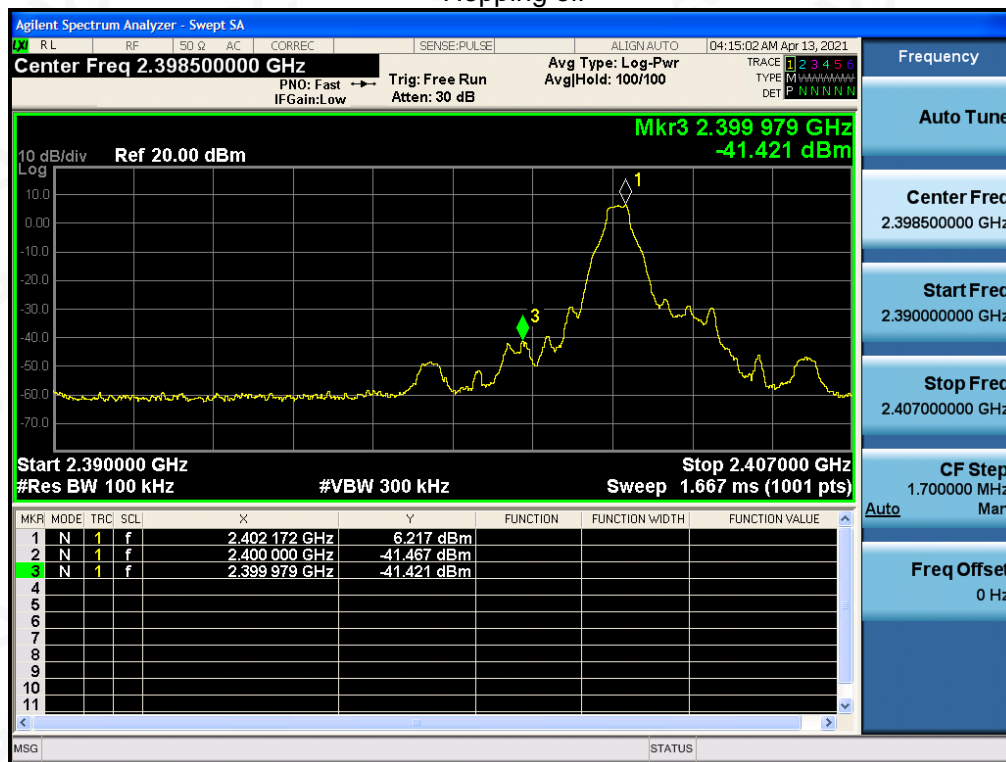 Hopping off
Agilent Spectrum Analyzer - Swept SA
LXI RL RF 50 Ω AC CORREC SENSE:PULSE ALIGN AUTO 04:15:02 AM Apr 13, 2021
Center Freq 2.398500000 GHz
PNO: Fast
IFGain:Low
Trig: Free Run
Atten: 30 dB
Avg Type: Log-Pwr
Avg|Hold: 100/100
TRACE 1 2 3 4 5 6
TYPE M WWWWW
DET P N N N N N
Mkr3 2.399 979 GHz
-41.421 dBm
10 dB/div Ref 20.00 dBm
Log
10.0
0.00
-10.0
-20.0
-30.0
-40.0
-50.0
-60.0
-70.0
1
3
Start 2.390000 GHz Stop 2.407000 GHz
#Res BW 100 kHz #VBW 300 kHz Sweep 1.667 ms (1001 pts)
MKR MODE TRC SCL X Y FUNCTION FUNCTION WIDTH FUNCTION VALUE
1 N 1 f 2.402 172 GHz 6.217 dBm
2 N 1 f 2.400 000 GHz -41.467 dBm
3 N 1 f 2.399 979 GHz -41.421 dBm
4
5
6
7
8
9
10
11
MSG STATUS
Frequency
Auto Tune
Center Freq
2.398500000 GHz
Start Freq
2.390000000 GHz
Stop Freq
2.407000000 GHz
CF Step
1.700000 MHz
Auto Man
Freq Offset
0 Hz